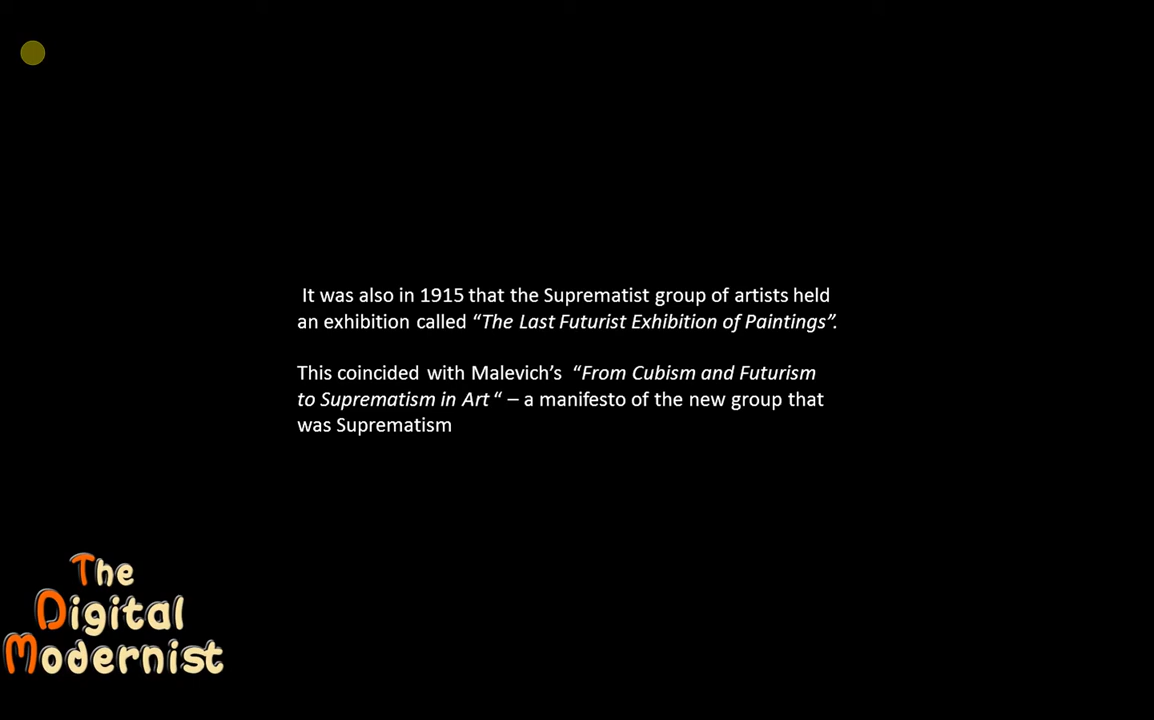 It was also in 1915 that the Suprematist group of artists held
an exhibition called “The Last Futurist Exhibition of Paintings”.
This coincided with Malevich’s “From Cubism and Futurism
to Suprematism in Art “ – a manifesto of the new group that
was Suprematism
The
Digital
Modernist